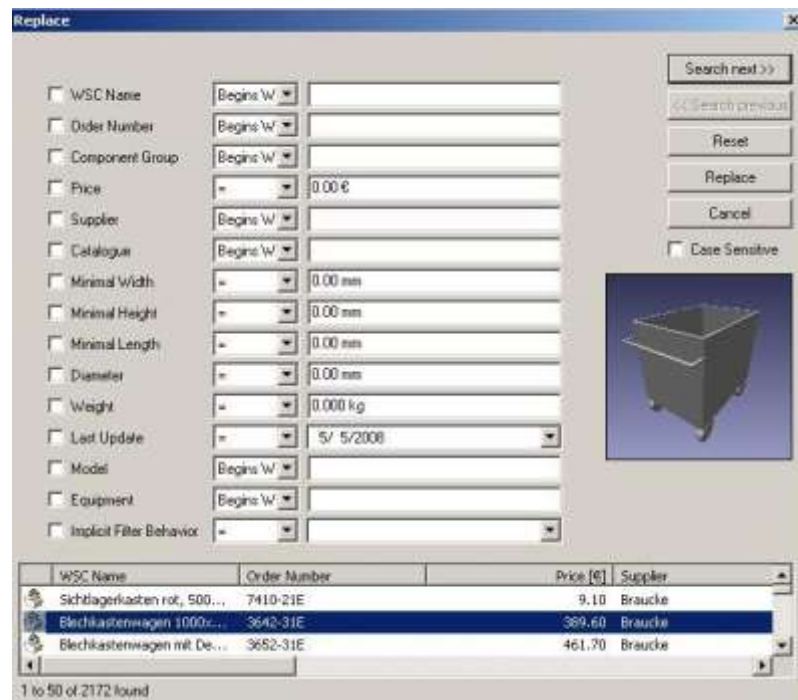 Replace
Search next >>
WSC Name Begins W
<< Search previous
Order Number Begins W
Reset
Component Group Begins W
Price = 0.00 €
Replace
Supplier Begins W
Cancel
Catalogue Begins W
Case Sensitive
Minimal Width = 0.00 mm
Minimal Height = 0.00 mm
Minimal Length = 0.00 mm
Diameter = 0.00 mm
Weight = 0.000 kg
Last Update = 5/ 5/2008
Model Begins W
Equipment Begins W
Implicit Filter Behavior =
WSC Name Order Number Price [€] Supplier
Sichtlagerkasten rot, 500... 7410-21E 9.10 Braucke
Blechkastenwagen 1000x... 3642-31E 389.60 Braucke
Blechkastenwagen mit De... 3652-31E 461.70 Braucke
1 to 50 of 2172 found